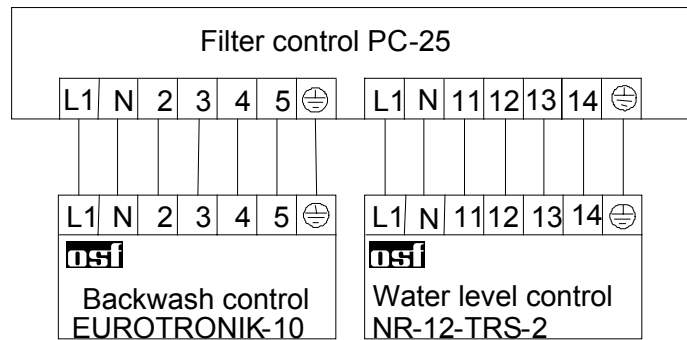 Filter control PC-25
L1 N 2 3 4 5
L1 N 11 12 13 14
L1 N 2 3 4 5
L1 N 11 12 13 14
osf
osf
Backwash control
EUROTRONIK-10
Water level control
NR-12-TRS-2